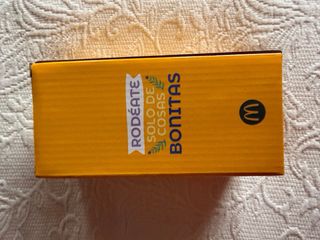 RODÉATE
SOLO DE
COSAS
BONITAS
M